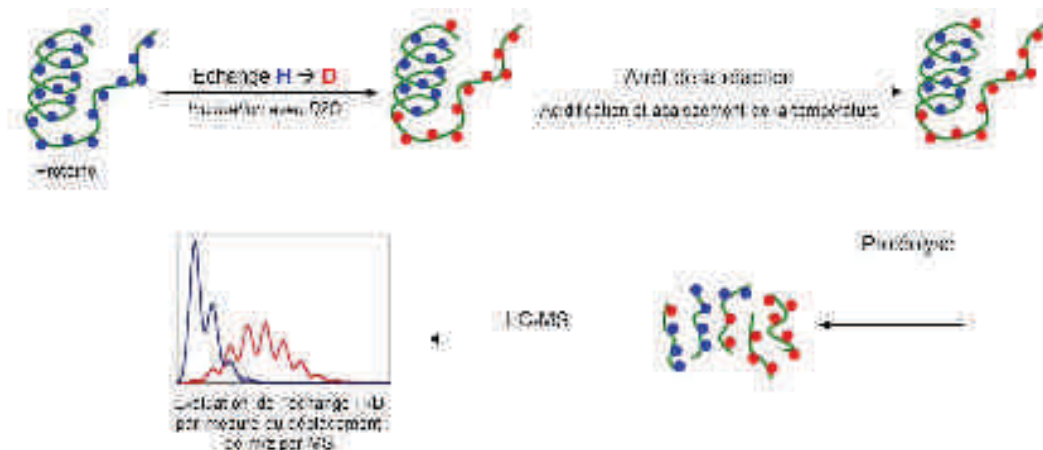 Echange H → D
Incubation avec D2O
Protéine
Arrêt de la réaction
Acidification et abaissement de la température
Protéolyse
LC-MS
Evaluation de l'échange H/D
par mesure du déplacement
de m/z par MS